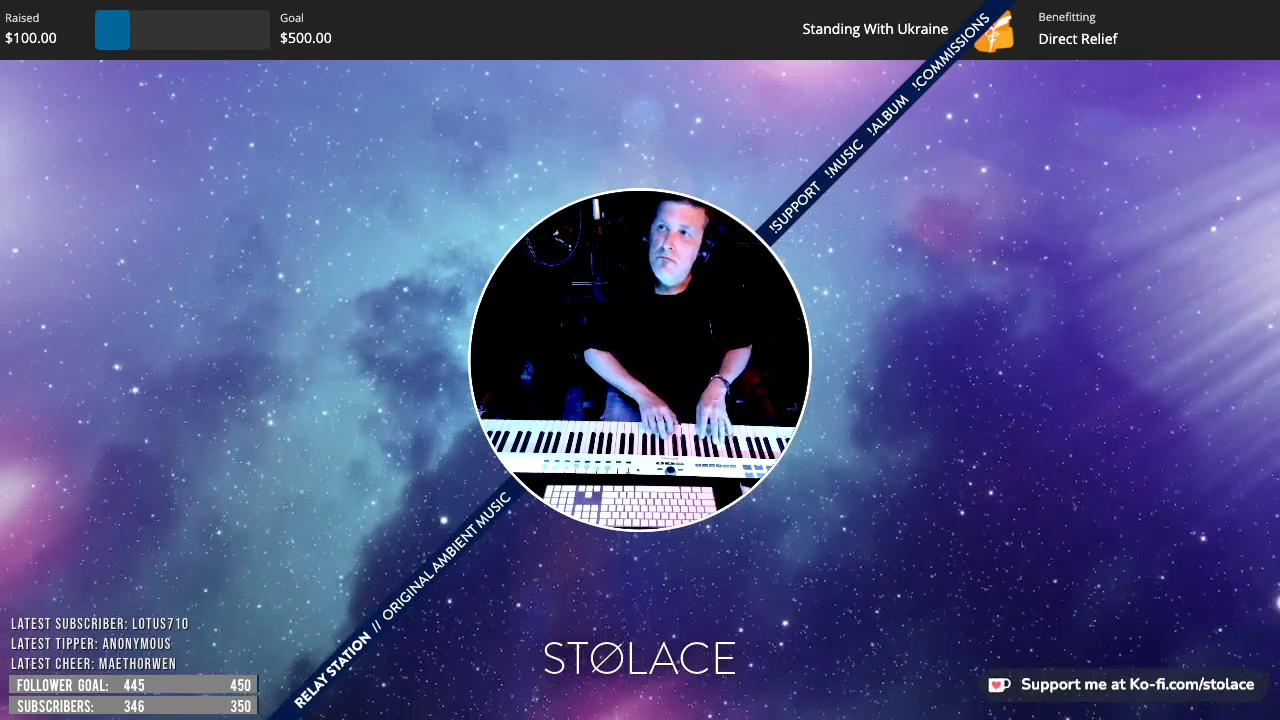 Raised
$100.00
Goal
$500.00
Standing With Ukraine
Benefitting
Direct Relief
!SUPPORT !MUSIC !ALBUM !COMMISSIONS
RELAY STATION // ORIGINAL AMBIENT MUSIC
STØLACE
LATEST SUBSCRIBER: LOTUS710
LATEST TIPPER: ANONYMOUS
LATEST CHEER: MAETHORWEN
FOLLOWER GOAL: 445 450
SUBSCRIBERS: 346 350
Support me at Ko-fi.com/stolace